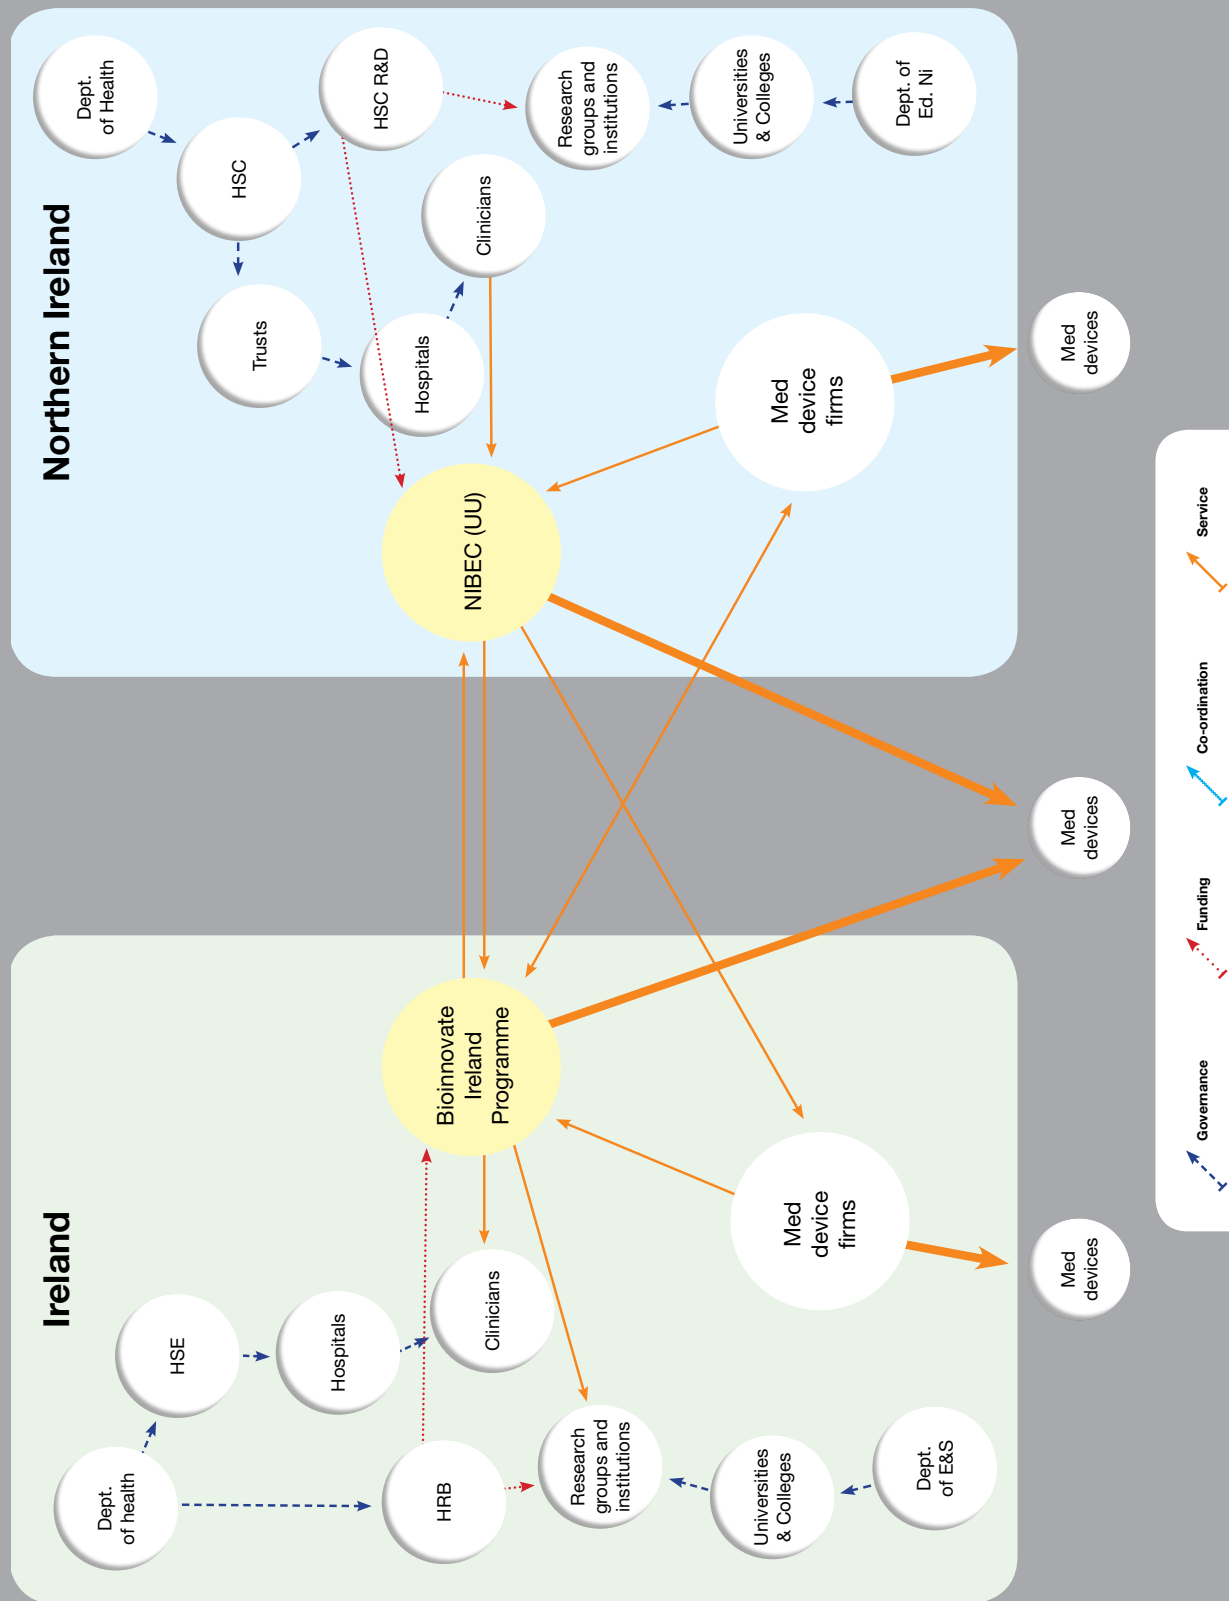 Ireland
Northern Ireland
Dept.
of health
HSE
Hospitals
Clinicians
HRB
Research
groups and
institutions
Universities
& Colleges
Dept.
of E&S
Bioinnovate
Ireland
Programme
Med
device
firms
Med
devices
Dept.
of Health
HSC
HSC R&D
Trusts
Hospitals
Clinicians
Research
groups and
institutions
Universities
& Colleges
Dept. of
Ed. Ni
NIBEC (UU)
Med
device
firms
Med
devices
Med
devices
Governance
Funding
Co-ordination
Service